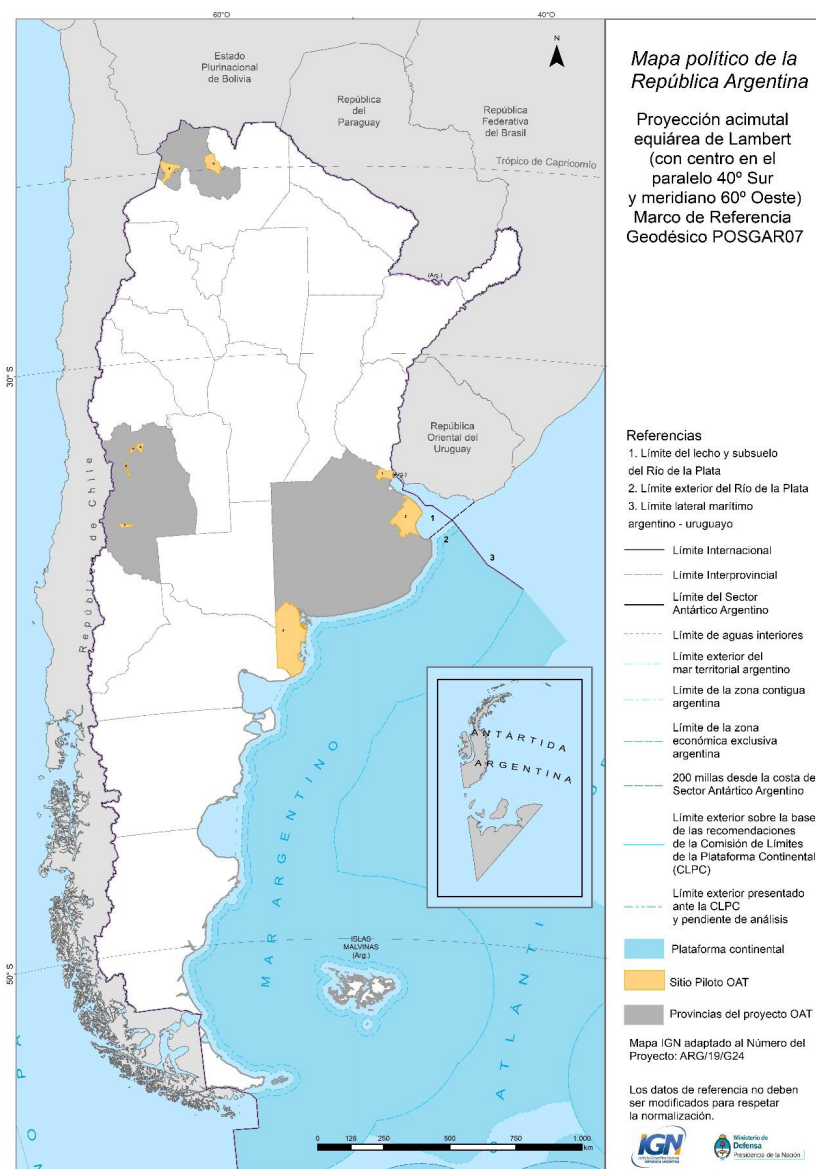 60°O
40°O
N
Estado
Plurinacional
de Bolivia
República
del
Paraguay
República
Federativa
del Brasil
Trópico de Capricornio
(Arg.)
30° S
República
Oriental del
Uruguay
(Arg.)
República de Chile
1
2
3
MAR ARGENTINO
ANTÁRTIDA
ARGENTINA
50° S
ISLAS
MALVINAS
(Arg.)
0 125 250 500 750 1.000
km
Mapa político de la
República Argentina
Proyección acimutal
equiárea de Lambert
(con centro en el
paralelo 40º Sur
y meridiano 60º Oeste)
Marco de Referencia
Geodésico POSGAR07
Referencias
1. Límite del lecho y subsuelo
del Río de la Plata
2. Límite exterior del Río de la Plata
3. Límite lateral marítimo
argentino - uruguayo
Límite Internacional
Límite Interprovincial
Límite del Sector
Antártico Argentino
Límite de aguas interiores
Límite exterior del
mar territorial argentino
Límite de la zona contigua
argentina
Límite de la zona
económica exclusiva
argentina
200 millas desde la costa de
Sector Antártico Argentino
Límite exterior sobre la base
de las recomendaciones
de la Comisión de Límites
de la Plataforma Continental
(CLPC)
Límite exterior presentado
ante la CLPC
y pendiente de análisis
Plataforma continental
Sitio Piloto OAT
Provincias del proyecto OAT
Mapa IGN adaptado al Número del
Proyecto: ARG/19/G24
Los datos de referencia no deben
ser modificados para respetar
la normalización.
IGN
Ministerio de
Defensa
Presidencia de la Nación